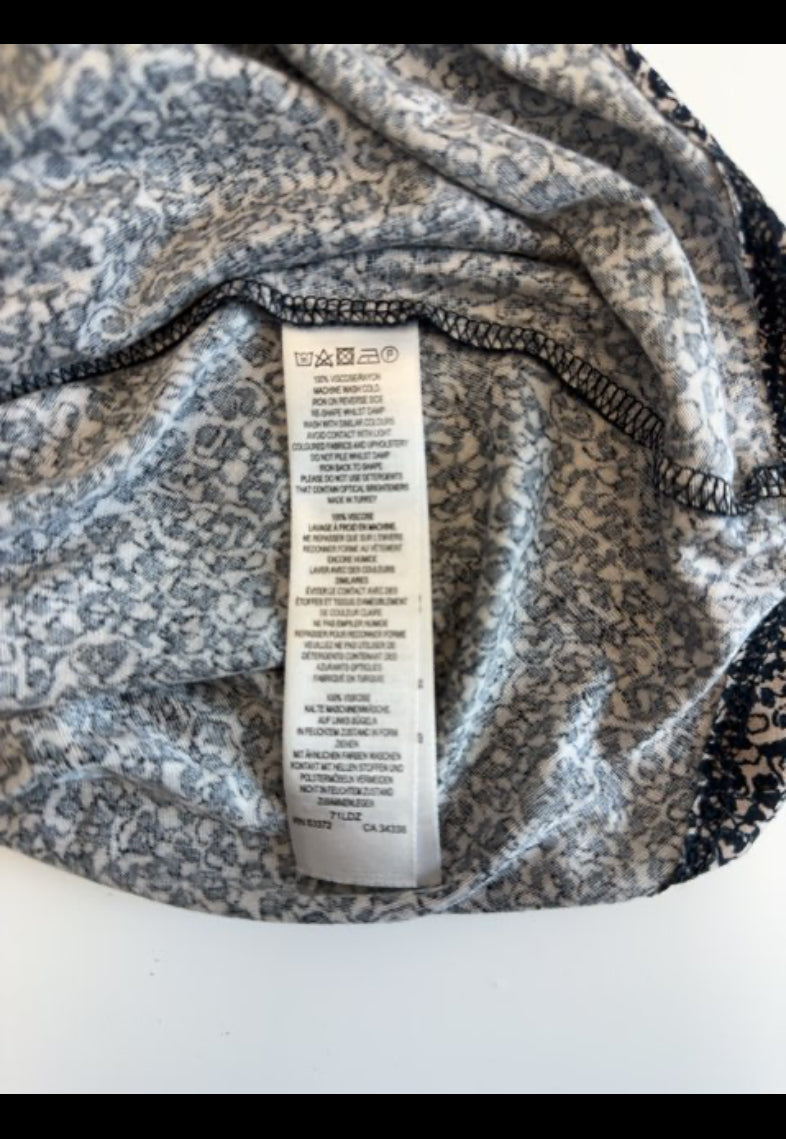 100% VISCOSE/RAYON
MACHINE WASH COLD
IRON ON REVERSE SIDE
RE-SHAPE WHILST DAMP
WASH WITH SIMILAR COLOURS
AVOID CONTACT WITH LIGHT
COLOURED FABRICS AND UPHOLSTERY
DO NOT PILE WHILST DAMP
IRON BACK TO SHAPE
PLEASE DO NOT USE DETERGENTS
THAT CONTAIN OPTICAL BRIGHTENERS
MADE IN TURKEY
100% VISCOSE
LAVAGE À FROID EN MACHINE
NE REPASSER QUE SUR L'ENVERS
REDONNER FORME AU VÊTEMENT
ENCORE HUMIDE
LAVER AVEC DES COULEURS
SIMILAIRES
ÉVITER LE CONTACT AVEC DES
ÉTOFFES ET TISSUS D'AMEUBLEMENT
DE COULEUR CLAIRE
NE PAS EMPILER HUMIDE
REPASSER POUR REDONNER FORME
VEUILLEZ NE PAS UTILISER DE
DÉTERGENTS CONTENANT DES
AZURANTS OPTIQUES
FABRIQUÉ EN TURQUIE
100% VISCOSE
KALTE MASCHINENWÄSCHE
AUF LINKS BÜGELN
IN FEUCHTEM ZUSTAND IN FORM
ZIEHEN
MIT ÄHNLICHEN FARBEN WASCHEN
KONTAKT MIT HELLEN STOFFEN UND
POLSTERMÖBELN VERMEIDEN
NICHT IN FEUCHTEM ZUSTAND
ZUSAMMENLEGEN
71LDZ
RN 93372 CA 34338